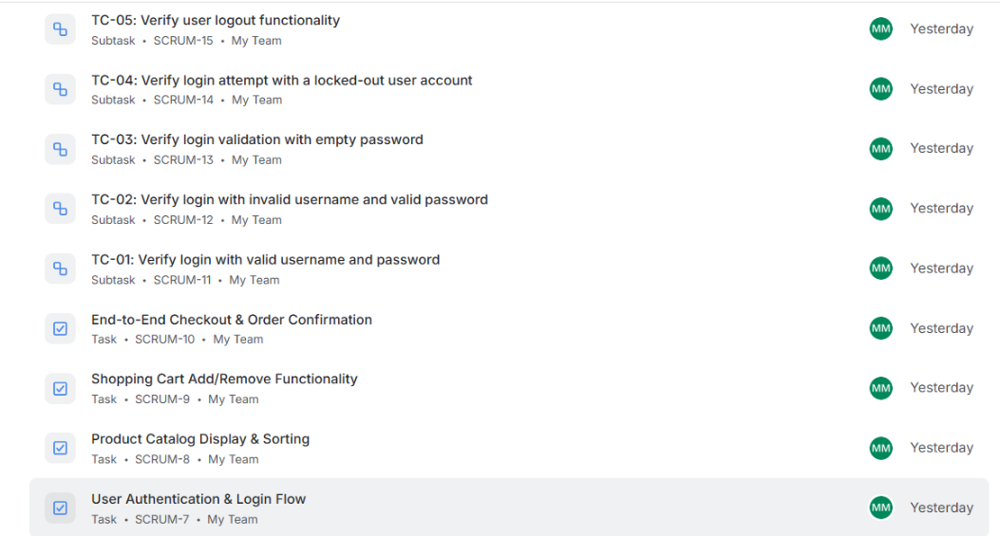 TC-05: Verify user logout functionality
MM Yesterday
Subtask • SCRUM-15 • My Team
TC-04: Verify login attempt with a locked-out user account
MM Yesterday
Subtask • SCRUM-14 • My Team
TC-03: Verify login validation with empty password
MM Yesterday
Subtask • SCRUM-13 • My Team
TC-02: Verify login with invalid username and valid password
MM Yesterday
Subtask • SCRUM-12 • My Team
TC-01: Verify login with valid username and password
MM Yesterday
Subtask • SCRUM-11 • My Team
End-to-End Checkout & Order Confirmation
MM Yesterday
Task • SCRUM-10 • My Team
Shopping Cart Add/Remove Functionality
MM Yesterday
Task • SCRUM-9 • My Team
Product Catalog Display & Sorting
MM Yesterday
Task • SCRUM-8 • My Team
User Authentication & Login Flow
MM Yesterday
Task • SCRUM-7 • My Team